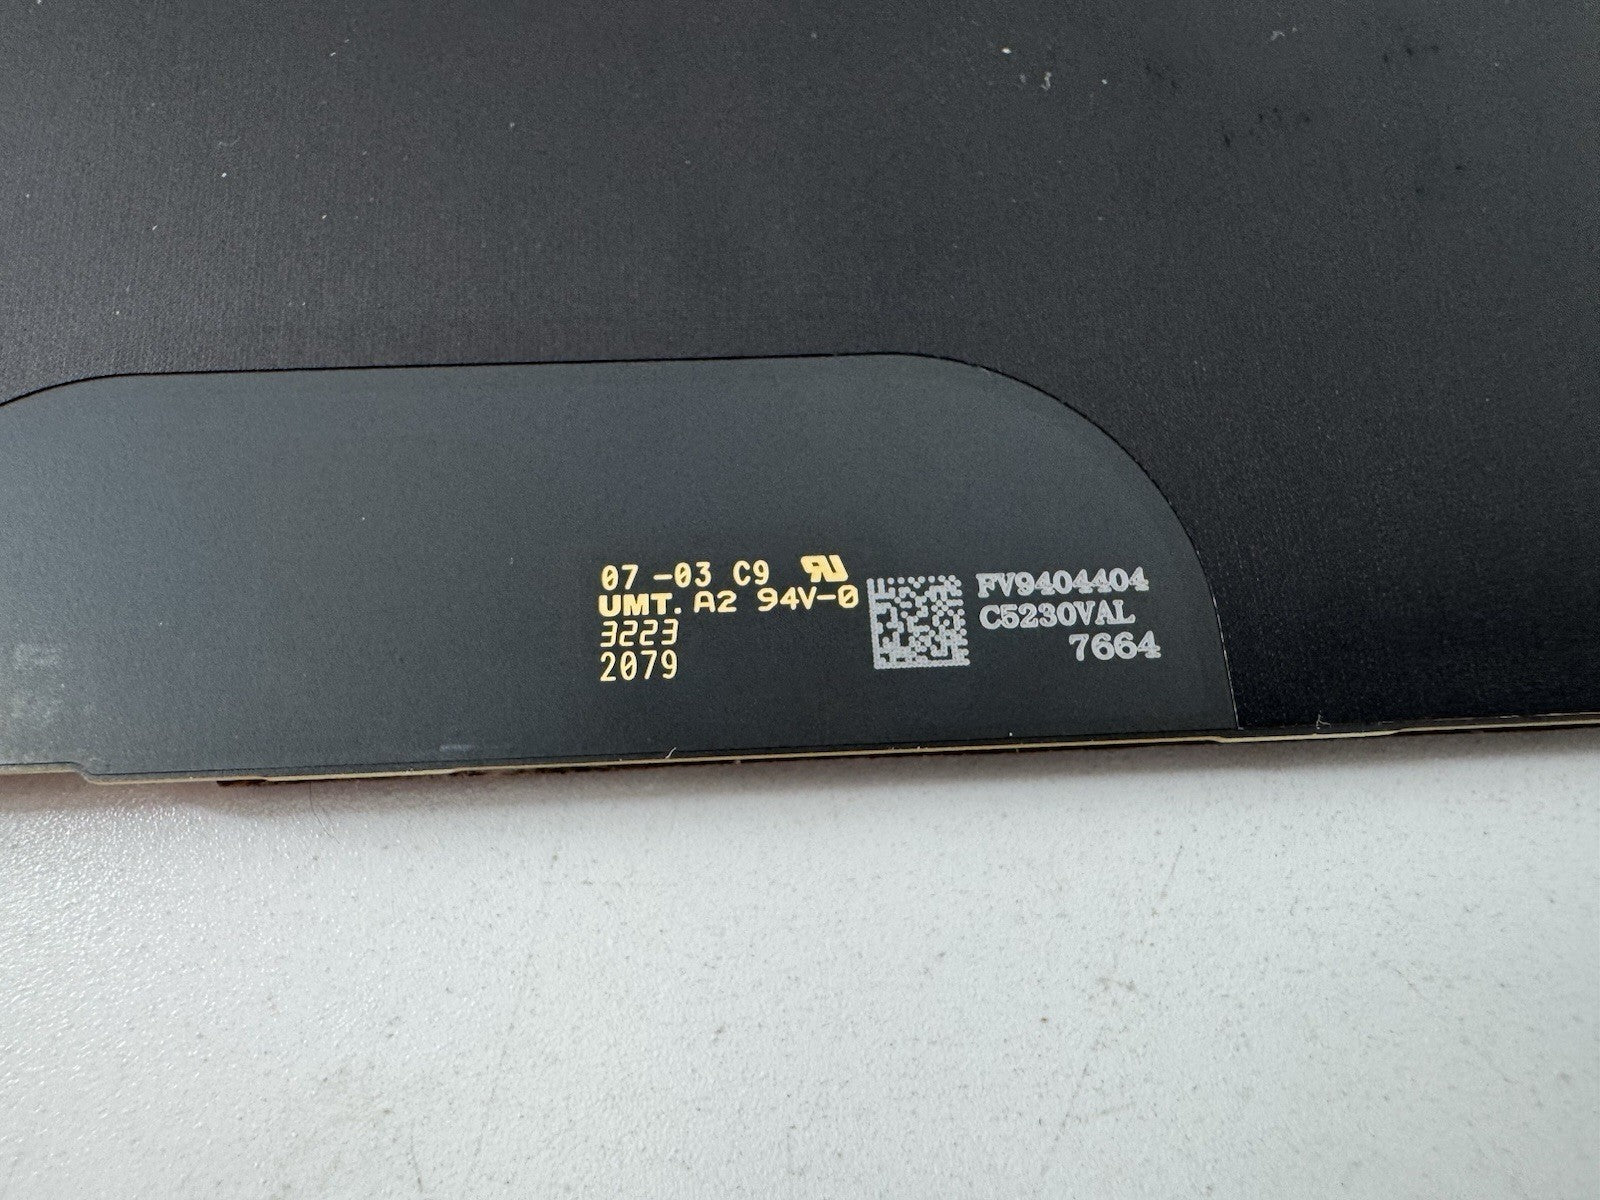 07 -03 C9
UMT. A2 94V-0
3223
2079
FV9404404
C5230VAL
7664